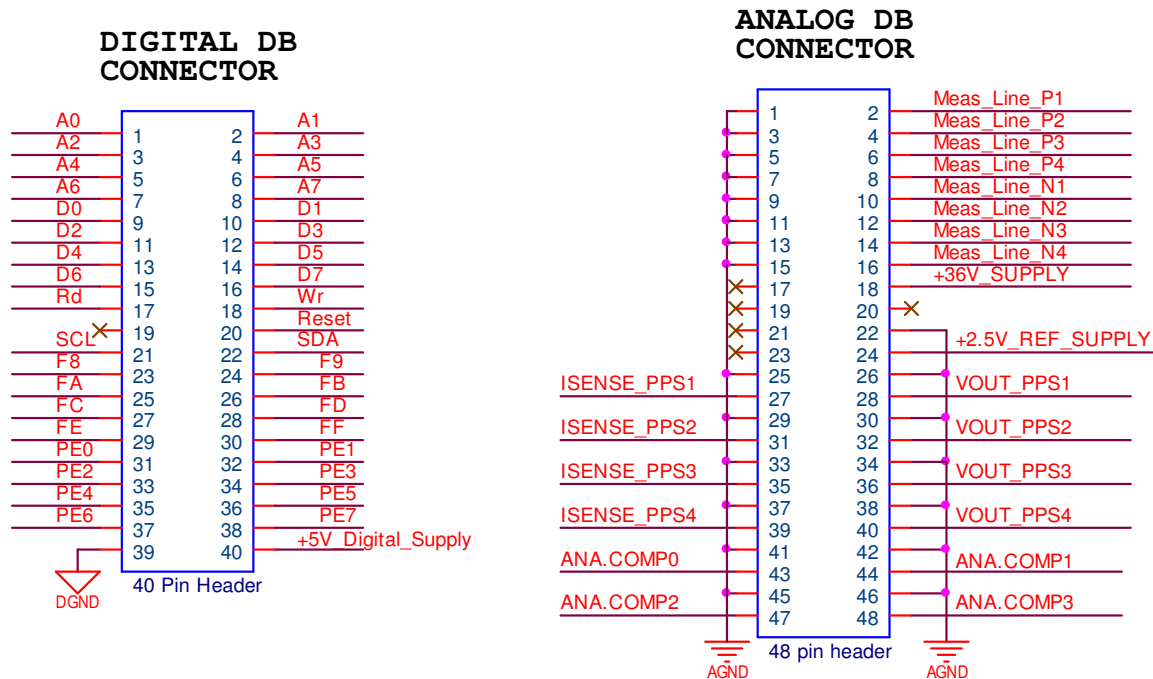 DIGITAL DB
CONNECTOR
A0 1 2 A1
A2 3 4 A3
A4 5 6 A5
A6 7 8 A7
D0 9 10 D1
D2 11 12 D3
D4 13 14 D5
D6 15 16 D7
Rd 17 18 Wr
19 20 Reset
SCL 21 22 SDA
F8 23 24 F9
FA 25 26 FB
FC 27 28 FD
FE 29 30 FF
PE0 31 32 PE1
PE2 33 34 PE3
PE4 35 36 PE5
PE6 37 38 PE7
39 40 +5V_Digital_Supply
DGND
40 Pin Header
ANALOG DB
CONNECTOR
1 2 Meas_Line_P1
3 4 Meas_Line_P2
5 6 Meas_Line_P3
7 8 Meas_Line_P4
9 10 Meas_Line_N1
11 12 Meas_Line_N2
13 14 Meas_Line_N3
15 16 Meas_Line_N4
17 18 +36V_SUPPLY
19 20
21 22
23 24 +2.5V_REF_SUPPLY
25 26
ISENSE_PPS1 27 28 VOUT_PPS1
29 30
ISENSE_PPS2 31 32 VOUT_PPS2
33 34
ISENSE_PPS3 35 36 VOUT_PPS3
37 38
ISENSE_PPS4 39 40 VOUT_PPS4
41 42
ANA.COMP0 43 44 ANA.COMP1
45 46
ANA.COMP2 47 48 ANA.COMP3
AGND
48 pin header
AGND